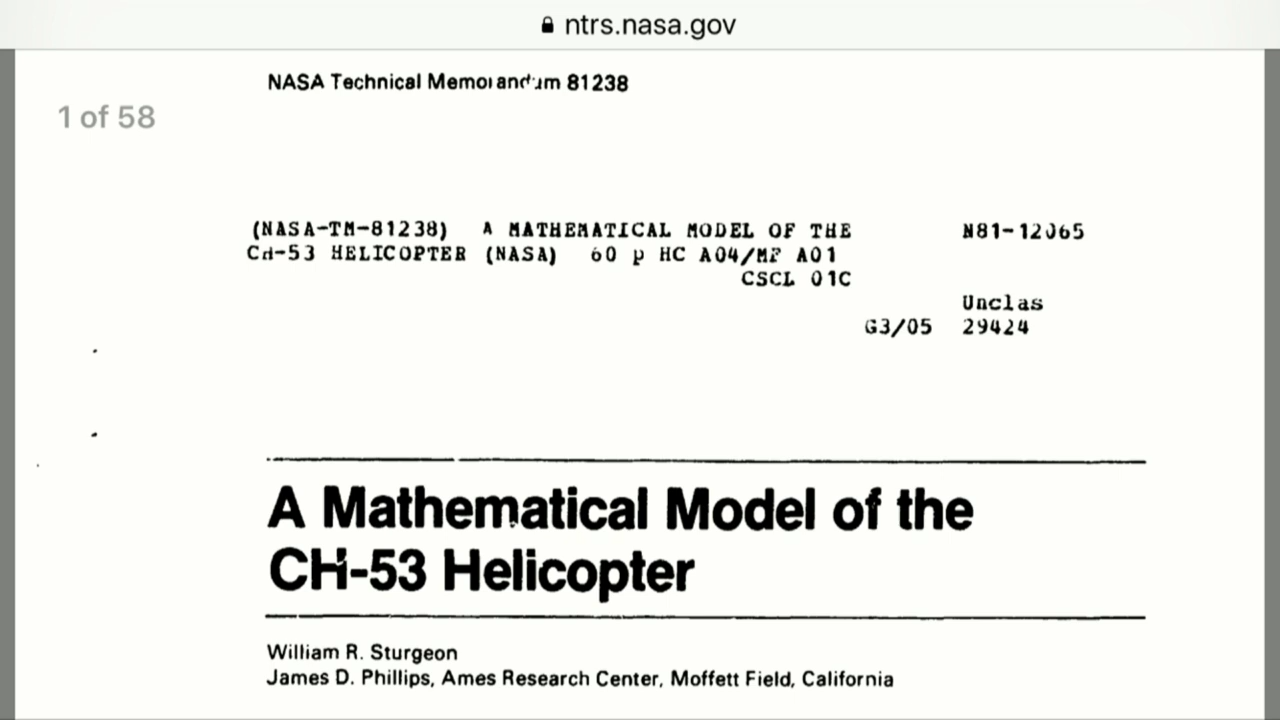 ntrs.nasa.gov
NASA Technical Memorandum 81238
1 of 58
(NASA-TM-81238) A MATHEMATICAL MODEL OF THE N81-12065
CH-53 HELICOPTER (NASA) 60 p HC A04/MF A01
CSCL 01C
Unclas
G3/05 29424
A Mathematical Model of the
CH-53 Helicopter
William R. Sturgeon
James D. Phillips, Ames Research Center, Moffett Field, California